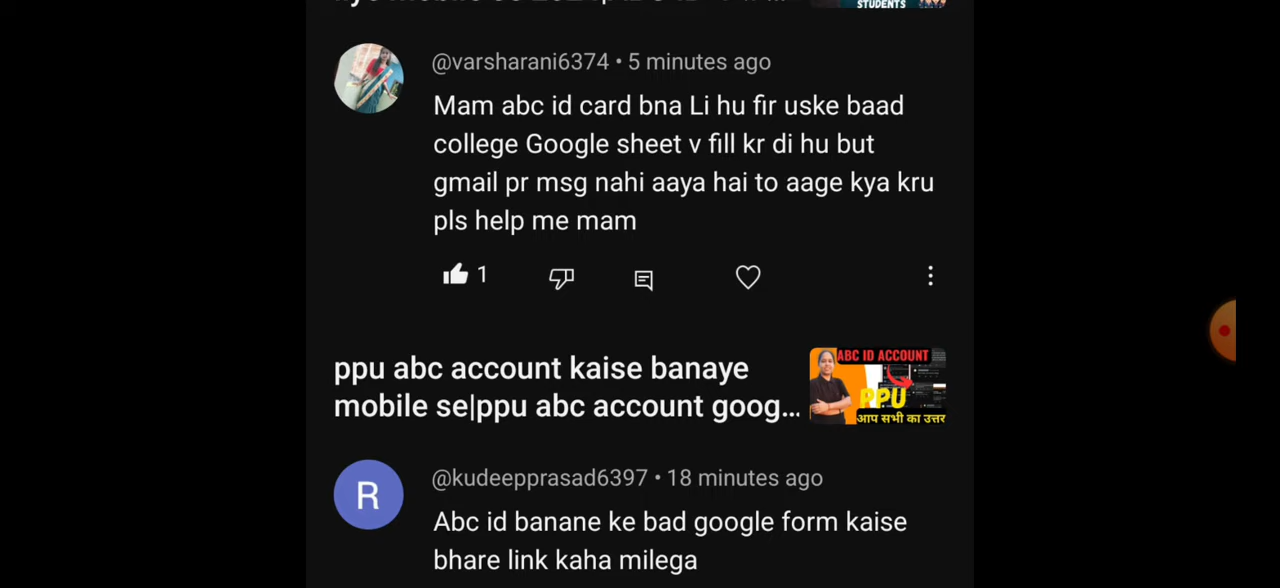 STUDENTS
@varsharani6374 • 5 minutes ago
Mam abc id card bna Li hu fir uske baad
college Google sheet v fill kr di hu but
gmail pr msg nahi aaya hai to aage kya kru
pls help me mam
1
ppu abc account kaise banaye
mobile se|ppu abc account goog...
ABC ID ACCOUNT
PPU
आप सभी का उत्तर
R
@kudeepprasad6397 • 18 minutes ago
Abc id banane ke bad google form kaise
bhare link kaha milega